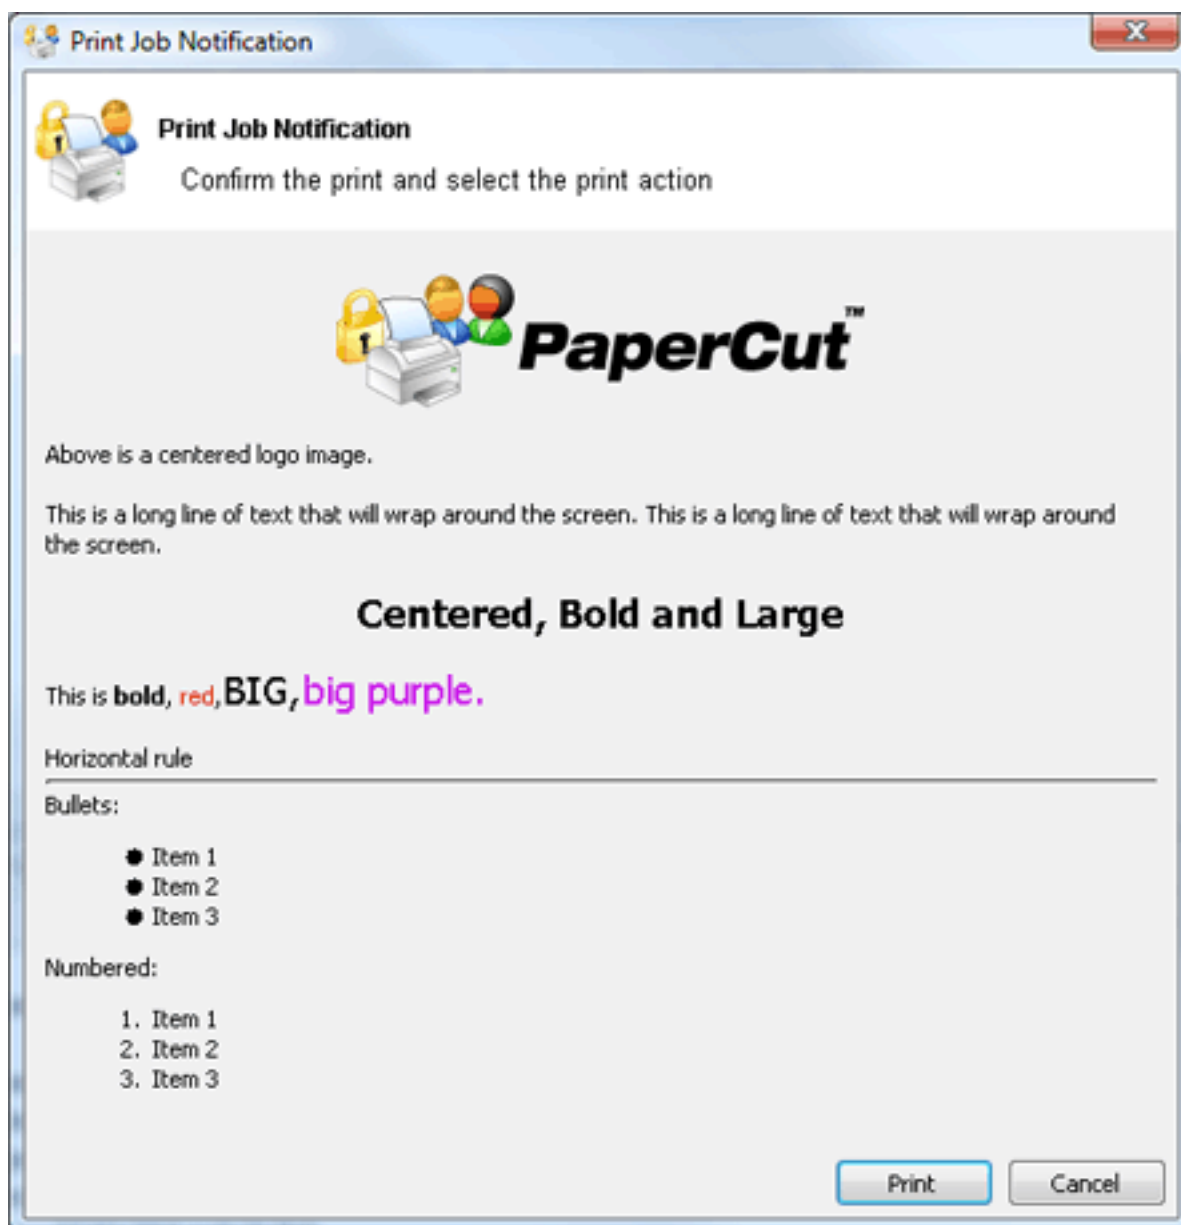 Print Job Notification
Print Job Notification
Confirm the print and select the print action
PaperCut™
Above is a centered logo image.
This is a long line of text that will wrap around the screen. This is a long line of text that will wrap around
the screen.
Centered, Bold and Large
This is bold, red, BIG, big purple.
Horizontal rule
Bullets:
● Item 1
● Item 2
● Item 3
Numbered:
1. Item 1
2. Item 2
3. Item 3
Print Cancel